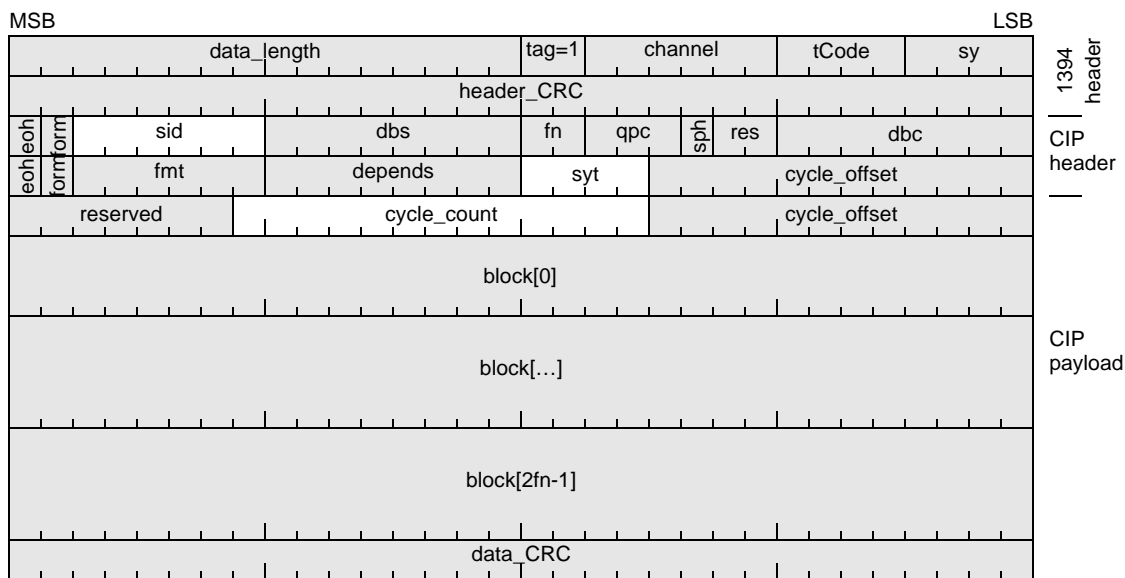 MSB LSB
data_length tag=1 channel tCode sy
1394 header
header_CRC
eoh form sid dbs fn qpc sph res dbc
CIP header
eoh form fmt depends syt cycle_offset
reserved cycle_count cycle_offset
block[0]
block[…]
CIP payload
block[2fn-1]
data_CRC